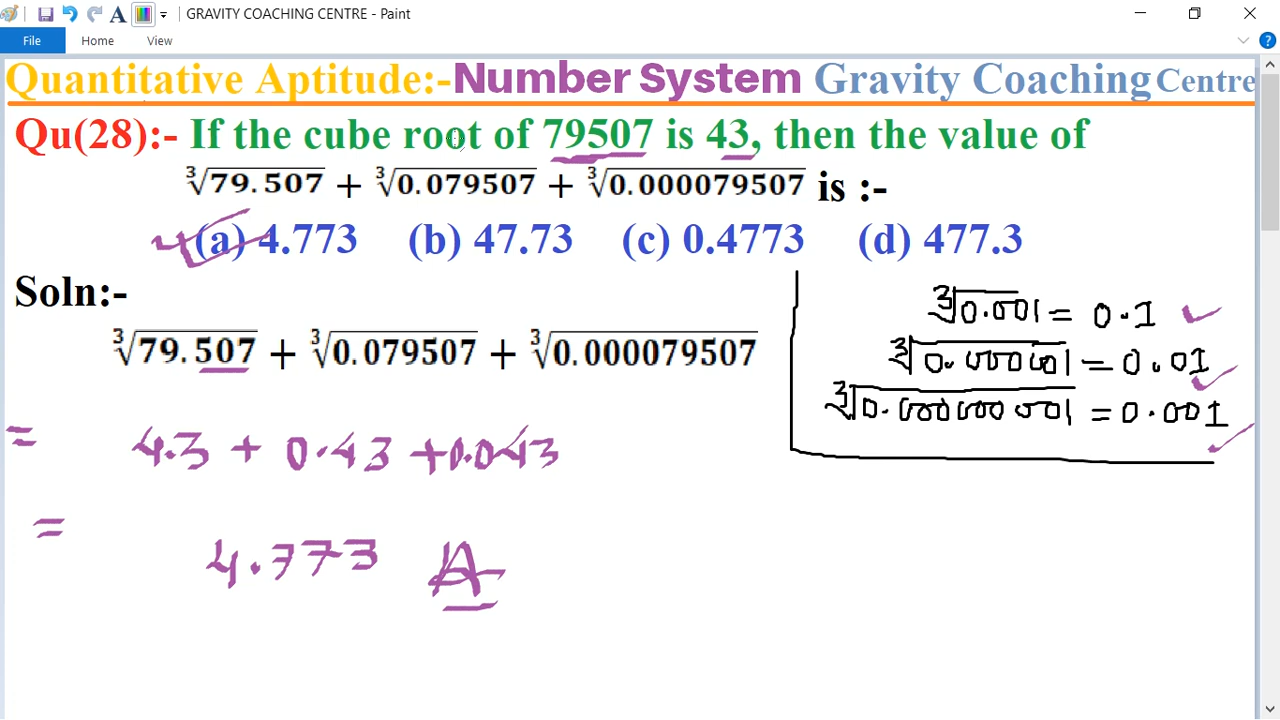 GRAVITY COACHING CENTRE - Paint
File Home View
Quantitative Aptitude:-Number System Gravity Coaching Centre
Qu(28):- If the cube root of 79507 is 43, then the value of
∛79.507 + ∛0.079507 + ∛0.000079507 is :-
(a) 4.773 (b) 47.73 (c) 0.4773 (d) 477.3
Soln:-
∛0.001 = 0.1
∛79.507 + ∛0.079507 + ∛0.000079507
∛0.000001 = 0.01
∛0.000000001 = 0.001
= 4.3 + 0.43 + 0.043
= 4.773 A